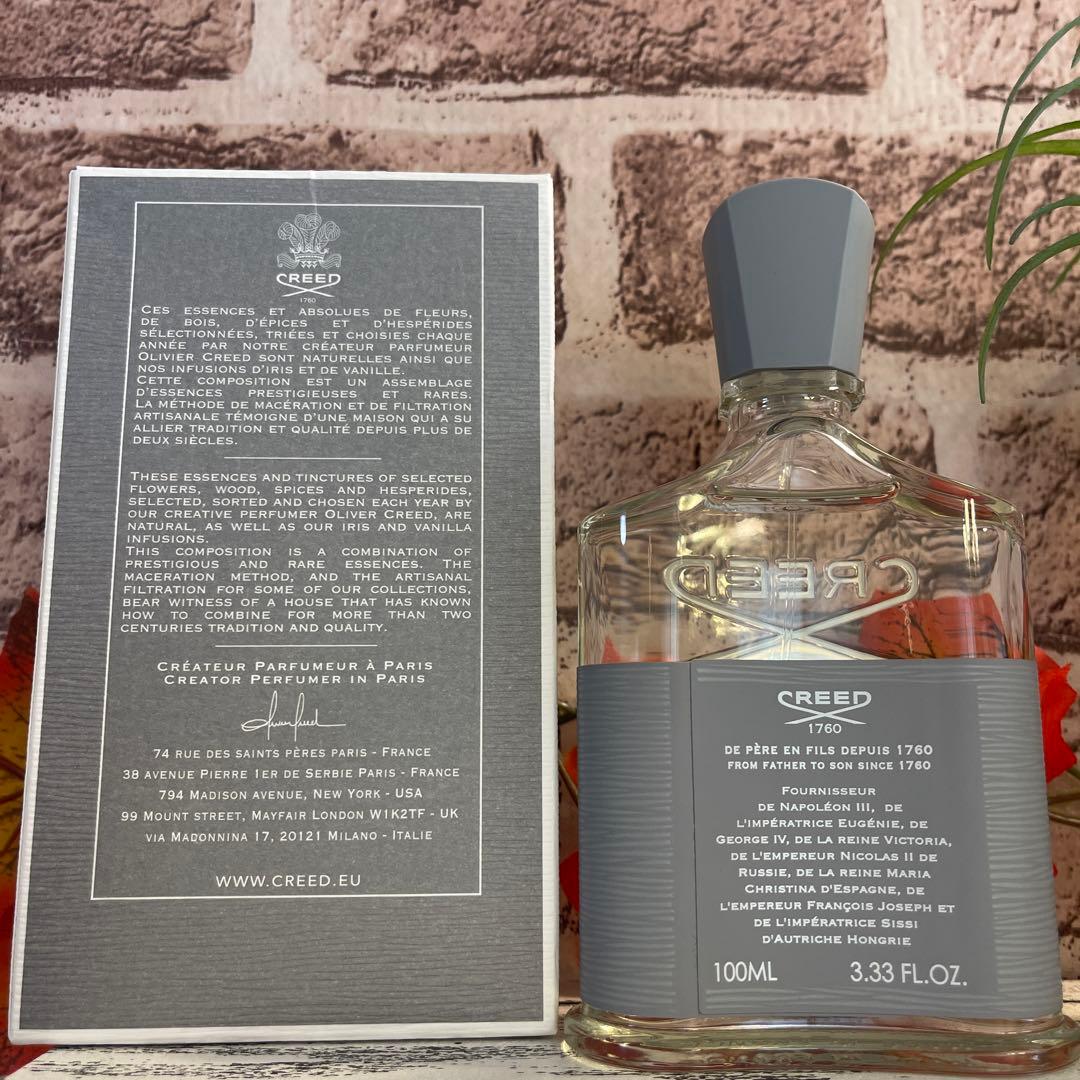 CREED
1760
CES ESSENCES ET ABSOLUES DE FLEURS,
DE BOIS, D'ÉPICES ET D'HESPÉRIDES
SÉLECTIONNÉES, TRIÉES ET CHOISIES CHAQUE
ANNÉE PAR NOTRE CRÉATEUR PARFUMEUR
OLIVIER CREED SONT NATURELLES AINSI QUE
NOS INFUSIONS D'IRIS ET DE VANILLE.
CETTE COMPOSITION EST UN ASSEMBLAGE
D'ESSENCES PRESTIGIEUSES ET RARES.
LA MÉTHODE DE MACÉRATION ET DE FILTRATION
ARTISANALE TÉMOIGNE D'UNE MAISON QUI A SU
ALLIER TRADITION ET QUALITÉ DEPUIS PLUS DE
DEUX SIÈCLES.
THESE ESSENCES AND TINCTURES OF SELECTED
FLOWERS, WOOD, SPICES AND HESPERIDES,
SELECTED, SORTED AND CHOSEN EACH YEAR BY
OUR CREATIVE PERFUMER OLIVER CREED, ARE
NATURAL, AS WELL AS OUR IRIS AND VANILLA
INFUSIONS.
THIS COMPOSITION IS A COMBINATION OF
PRESTIGIOUS AND RARE ESSENCES. THE
MACERATION METHOD, AND THE ARTISANAL
FILTRATION FOR SOME OF OUR COLLECTIONS,
BEAR WITNESS OF A HOUSE THAT HAS KNOWN
HOW TO COMBINE FOR MORE THAN TWO
CENTURIES TRADITION AND QUALITY.
CRÉATEUR PARFUMEUR À PARIS
CREATOR PERFUMER IN PARIS
74 RUE DES SAINTS PÈRES PARIS - FRANCE
38 AVENUE PIERRE 1ER DE SERBIE PARIS - FRANCE
794 MADISON AVENUE, NEW YORK - USA
99 MOUNT STREET, MAYFAIR LONDON W1K2TF - UK
VIA MADONNINA 17, 20121 MILANO - ITALIE
WWW.CREED.EU
CREED
CREED
1760
DE PÈRE EN FILS DEPUIS 1760
FROM FATHER TO SON SINCE 1760
FOURNISSEUR
DE NAPOLÉON III, DE
L'IMPÉRATRICE EUGÉNIE, DE
GEORGE IV, DE LA REINE VICTORIA,
DE L'EMPEREUR NICOLAS II DE
RUSSIE, DE LA REINE MARIA
CHRISTINA D'ESPAGNE, DE
L'EMPEREUR FRANÇOIS JOSEPH ET
DE L'IMPÉRATRICE SISSI
D'AUTRICHE HONGRIE
100ML 3.33 FL.OZ.